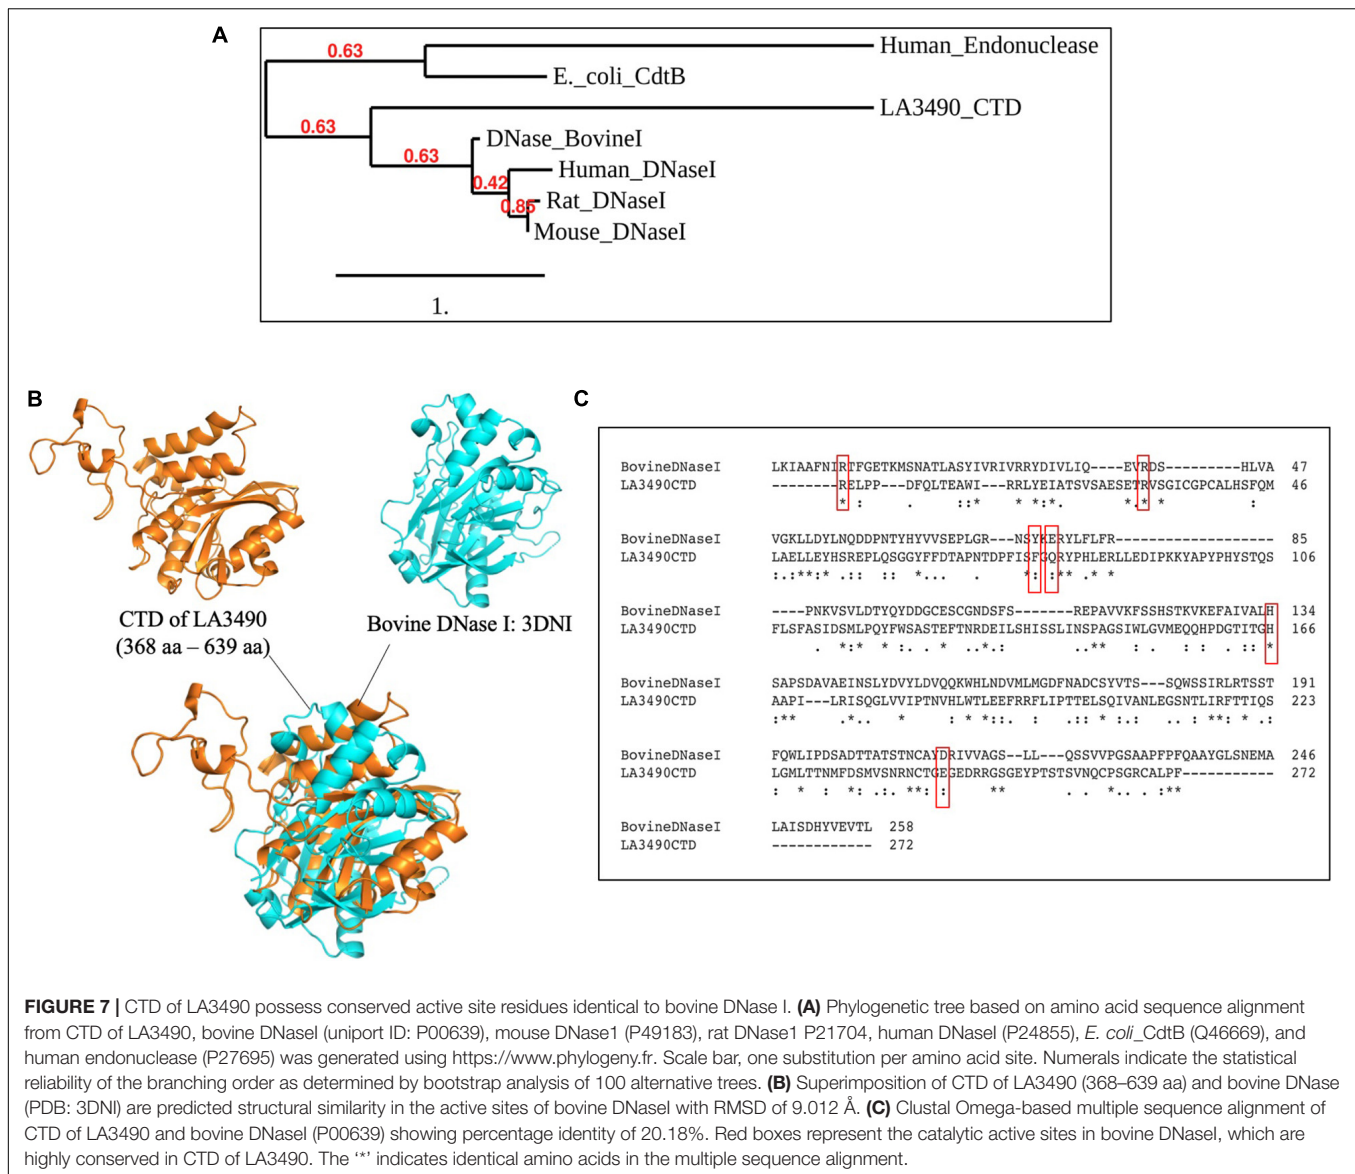 A
0.63
Human_Endonuclease
E._coli_CdtB
LA3490_CTD
0.63
DNase_BovineI
0.63
Human_DNaseI
0.42
Rat_DNaseI
0.85
Mouse_DNaseI
1.
B
CTD of LA3490
(368 aa – 639 aa)
Bovine DNase I: 3DNI
C
BovineDNaseI LKIAAFNIRTFGETKMSNATLASYIVRIVRRYDIVLIQ----EVRDS----------HLVA 47
LA3490CTD --------RELPP---DFQLTEAWI---RRLYEIATSVSAESETRVSGICGPCALHSFQM 46
BovineDNaseI VGKLLDYLNQDDPNTYHYVVSEPLGR---NSYKERYLFLFR------------------- 85
LA3490CTD LAELLEYHSREPLQSGGYFFDTAPNTDPFISFGQRYPHLERLLEDIPKKYAPYPHYSTQS 106
BovineDNaseI ----PNKVSVLDTYQYDDGCESCGNDSFS-------REPAVVKFSSHSTKVKEFAIVALH 134
LA3490CTD FLSFASIDSMLPQYFWSASTEFTNRDEILSHISSLINSPAGSIWLGVMEQQHPDGTITGH 166
BovineDNaseI SAPSDAVAEINSLYDVYLDVQQKWHLNDVMLMGDFNADCSYVTS---SQWSSIRLRTSST 191
LA3490CTD AAPI---LRISQGLVVIPTNVHLWTLEEFRRFLIPTTELSQIVANLEGSNTLIRFTTIQS 223
BovineDNaseI FQWLIPDSADTTATSTNCAYDRIVVAGS--LL---QSSVVPGSAAPFPFQAAYGLSNEMA 246
LA3490CTD LGMLTTNMFDSMVSNRNCTGEGEDRRGSGEYPTSTSVNQCPSGRCALPF----------- 272
BovineDNaseI LAISDHYVEVTL 258
LA3490CTD ------------ 272
FIGURE 7 | CTD of LA3490 possess conserved active site residues identical to bovine DNase I. (A) Phylogenetic tree based on amino acid sequence alignment
from CTD of LA3490, bovine DNaseI (uniport ID: P00639), mouse DNase1 (P49183), rat DNase1 P21704, human DNaseI (P24855), E. coli_CdtB (Q46669), and
human endonuclease (P27695) was generated using https://www.phylogeny.fr. Scale bar, one substitution per amino acid site. Numerals indicate the statistical
reliability of the branching order as determined by bootstrap analysis of 100 alternative trees. (B) Superimposition of CTD of LA3490 (368–639 aa) and bovine DNase
(PDB: 3DNI) are predicted structural similarity in the active sites of bovine DNaseI with RMSD of 9.012 Å. (C) Clustal Omega-based multiple sequence alignment of
CTD of LA3490 and bovine DNaseI (P00639) showing percentage identity of 20.18%. Red boxes represent the catalytic active sites in bovine DNaseI, which are
highly conserved in CTD of LA3490. The ‘*’ indicates identical amino acids in the multiple sequence alignment.